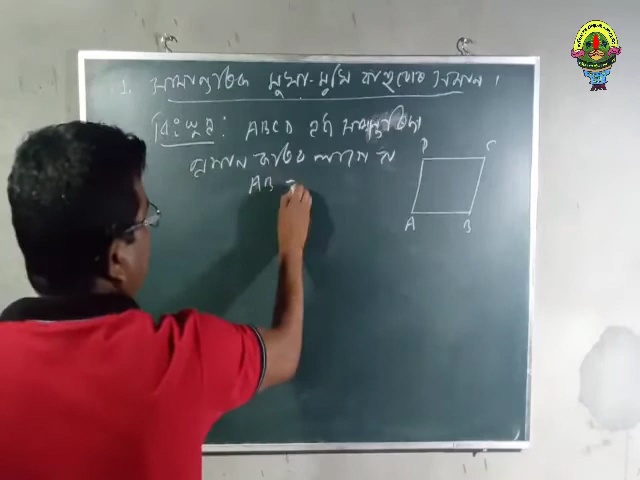 1. সামান্তৰিকৰ মুখা-মুখি বাহুবোৰ সমান ।
: ABCD এটা সামান্তৰিক
প্ৰমাণ কৰিব লাগে যে
AB =
D C
A B